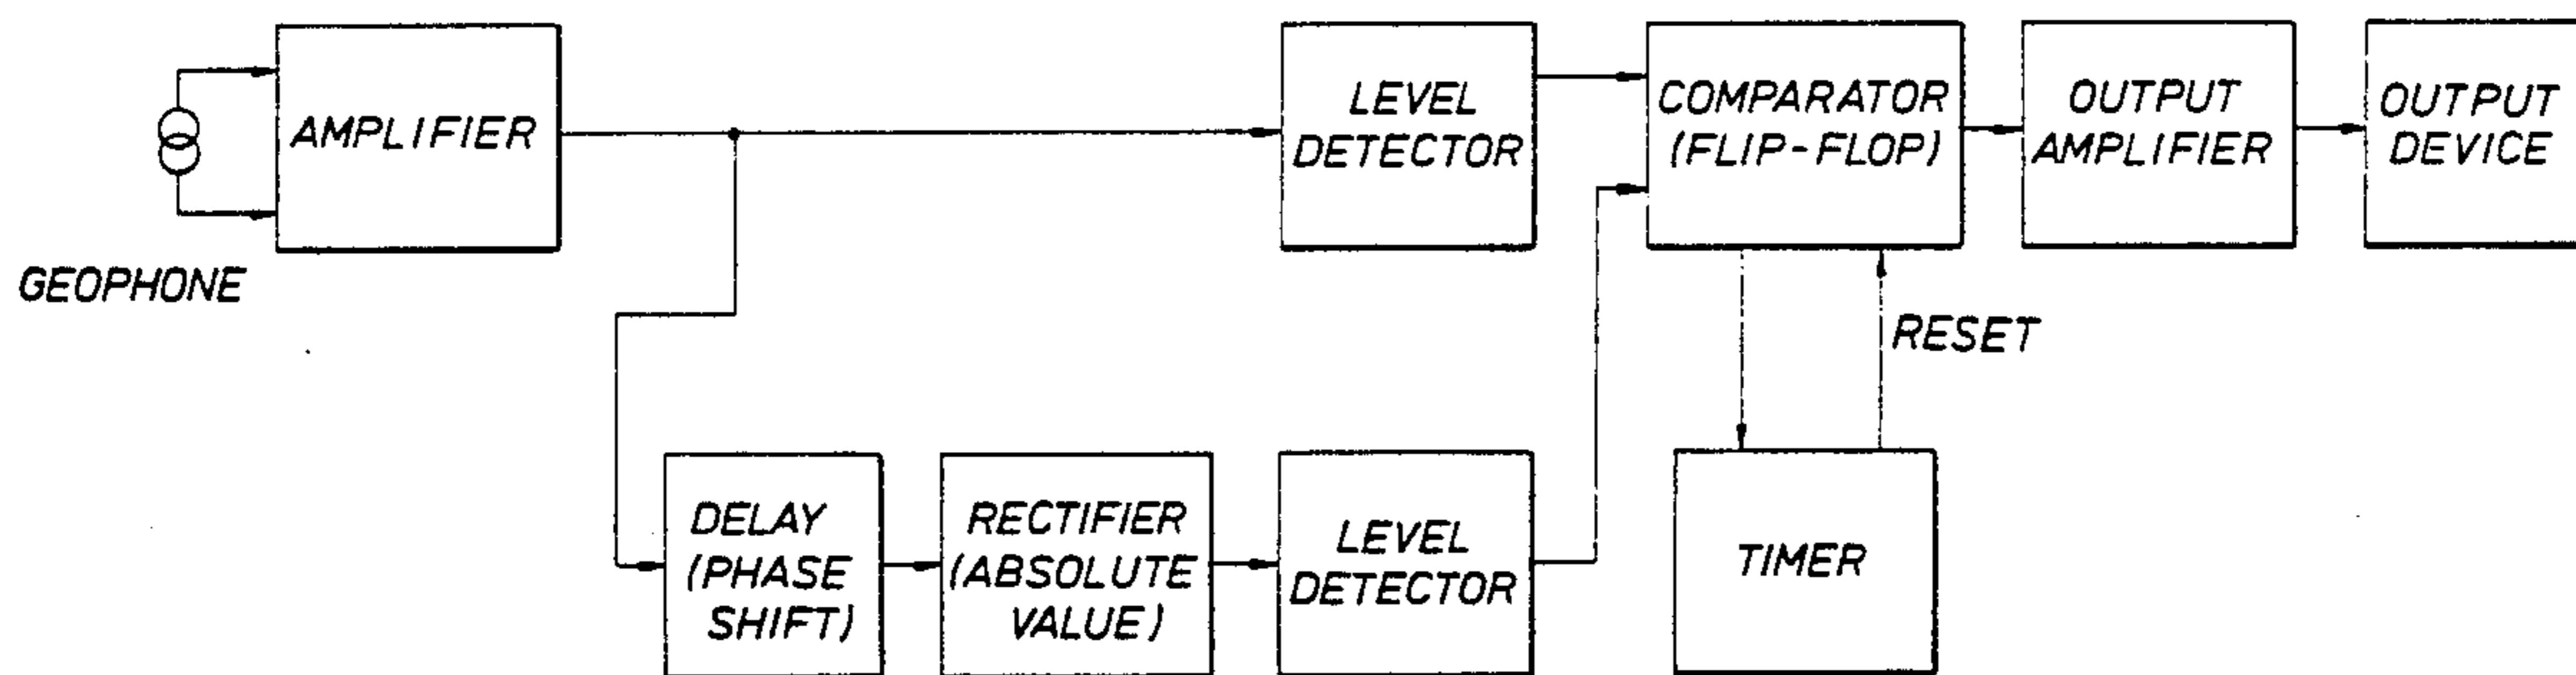 GEOPHONE
AMPLIFIER
LEVEL
DETECTOR
COMPARATOR
(FLIP-FLOP)
OUTPUT
AMPLIFIER
OUTPUT
DEVICE
RESET
DELAY
(PHASE
SHIFT)
RECTIFIER
(ABSOLUTE
VALUE)
LEVEL
DETECTOR
TIMER